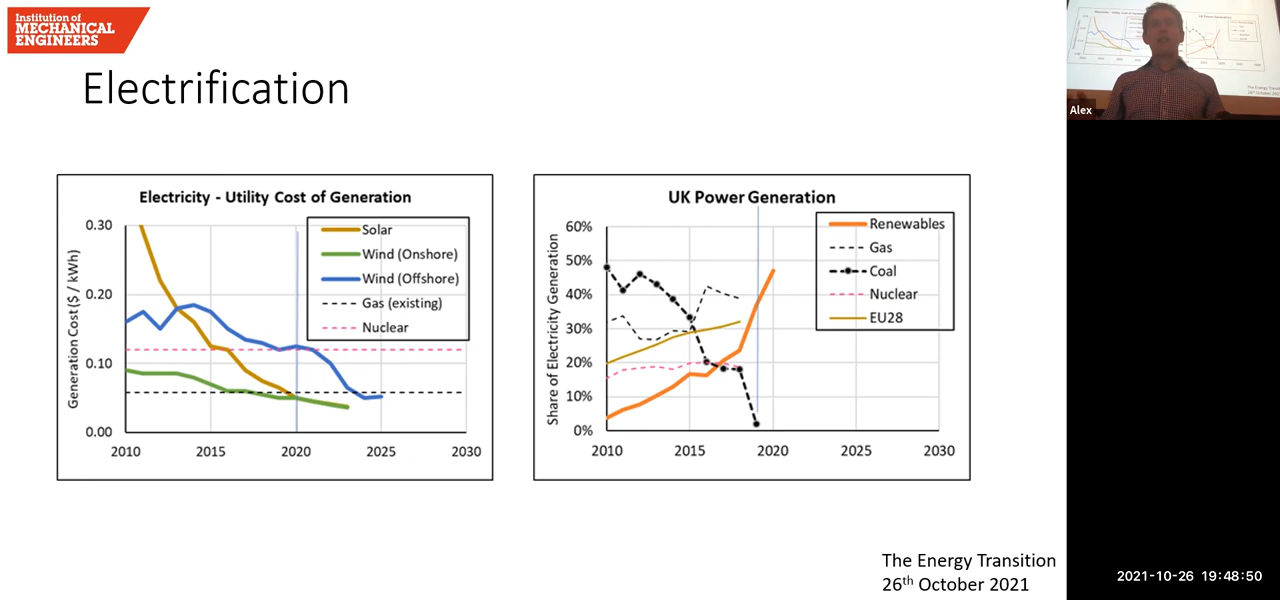 Institution of
MECHANICAL
ENGINEERS
Electrification
Electricity - Utility Cost of Generation
Generation Cost ($ / kWh)
0.30
0.20
0.10
0.00
2010
2015
2020
2025
2030
Solar
Wind (Onshore)
Wind (Offshore)
Gas (existing)
Nuclear
UK Power Generation
Share of Electricity Generation
60%
50%
40%
30%
20%
10%
0%
2010
2015
2020
2025
2030
Renewables
Gas
Coal
Nuclear
EU28
The Energy Transition
26th October 2021
Alex
2021-10-26 19:48:50